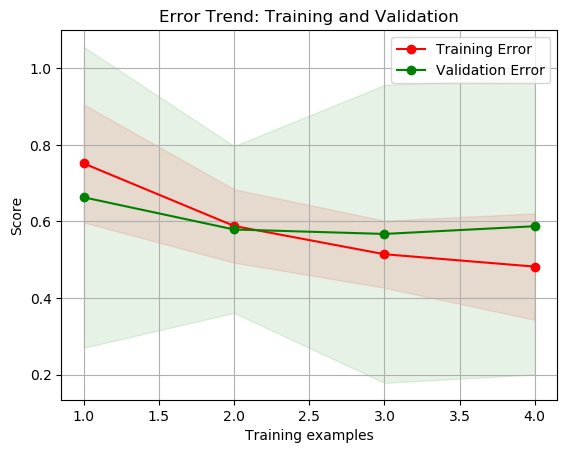 Error Trend: Training and Validation
Training Error
Validation Error
Score
1.0
0.8
0.6
0.4
0.2
1.0
1.5
2.0
2.5
3.0
3.5
4.0
Training examples